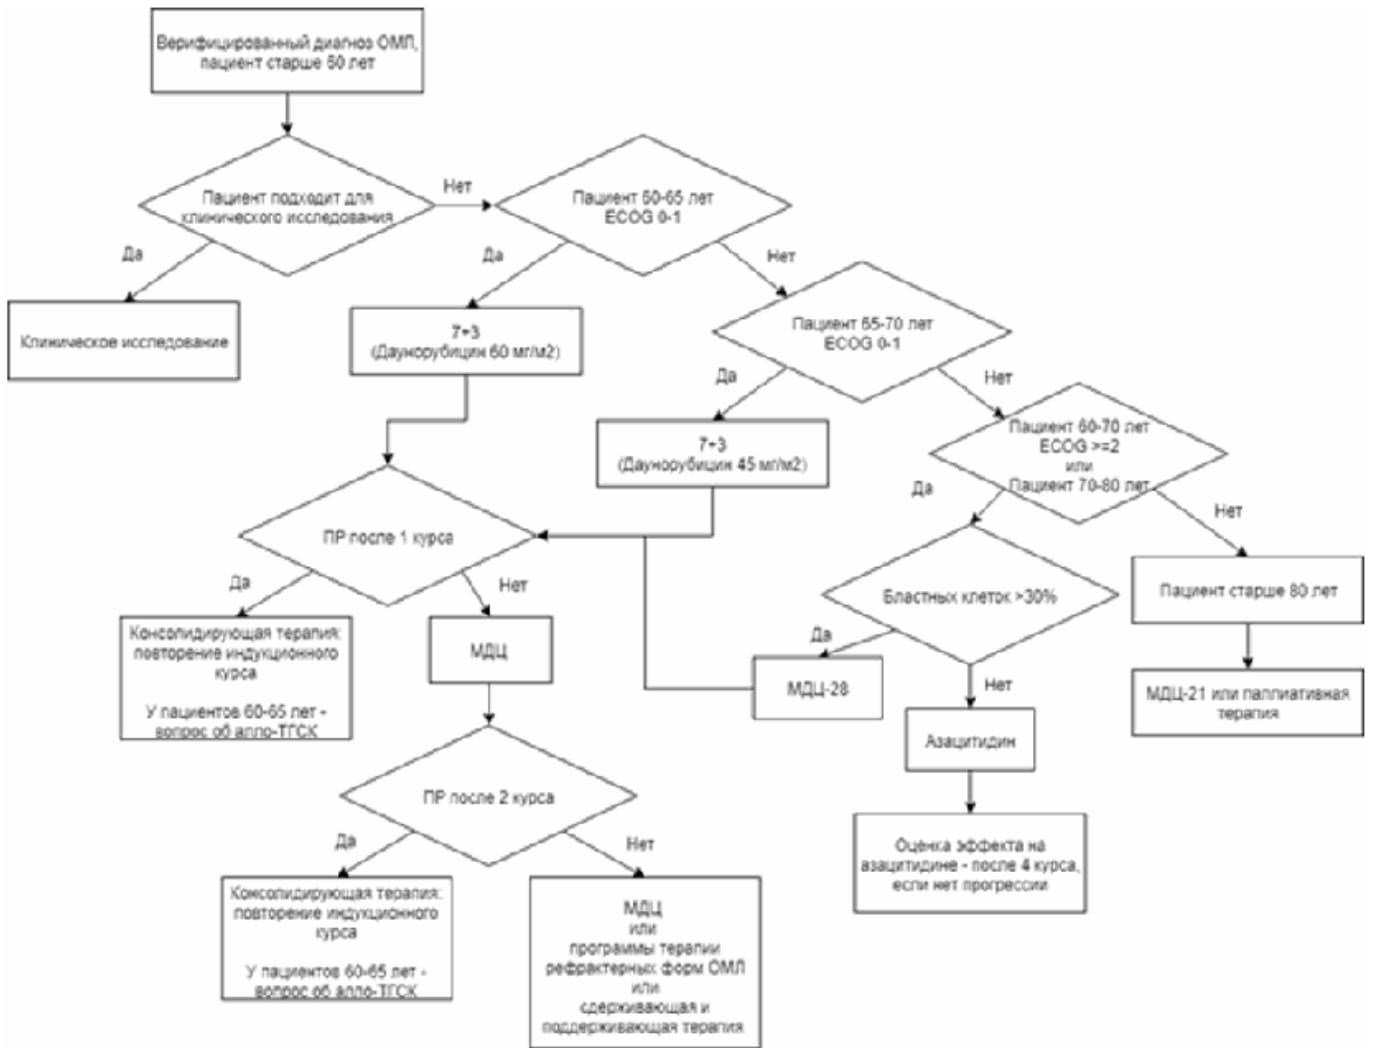 Верифицированный диагноз ОМЛ,
пациент старше 60 лет
Пациент подходит для
клинического исследования
Нет
Да
Клиническое исследование
Пациент 60-65 лет
ECOG 0-1
Да
Нет
7+3
(Даунорубицин 60 мг/м2)
Пациент 65-70 лет
ECOG 0-1
Да
Нет
7+3
(Даунорубицин 45 мг/м2)
Пациент 60-70 лет
ECOG >=2
или
Пациент 70-80 лет
Да
Нет
ПР после 1 курса
Да
Нет
Консолидирующая терапия:
повторение индукционного
курса
У пациентов 60-65 лет -
вопрос об алло-ТГСК
МДЦ
Бластных клеток >30%
Да
Нет
МДЦ-28
Азацитидин
Оценка эффекта на
азацитидине - после 4 курса,
если нет прогрессии
Пациент старше 80 лет
МДЦ-21 или паллиативная
терапия
ПР после 2 курса
Да
Нет
Консолидирующая терапия:
повторение индукционного
курса
У пациентов 60-65 лет -
вопрос об алло-ТГСК
МДЦ
или
программы терапии
рефрактерных форм ОМЛ
или
сдерживающая и
поддерживающая терапия